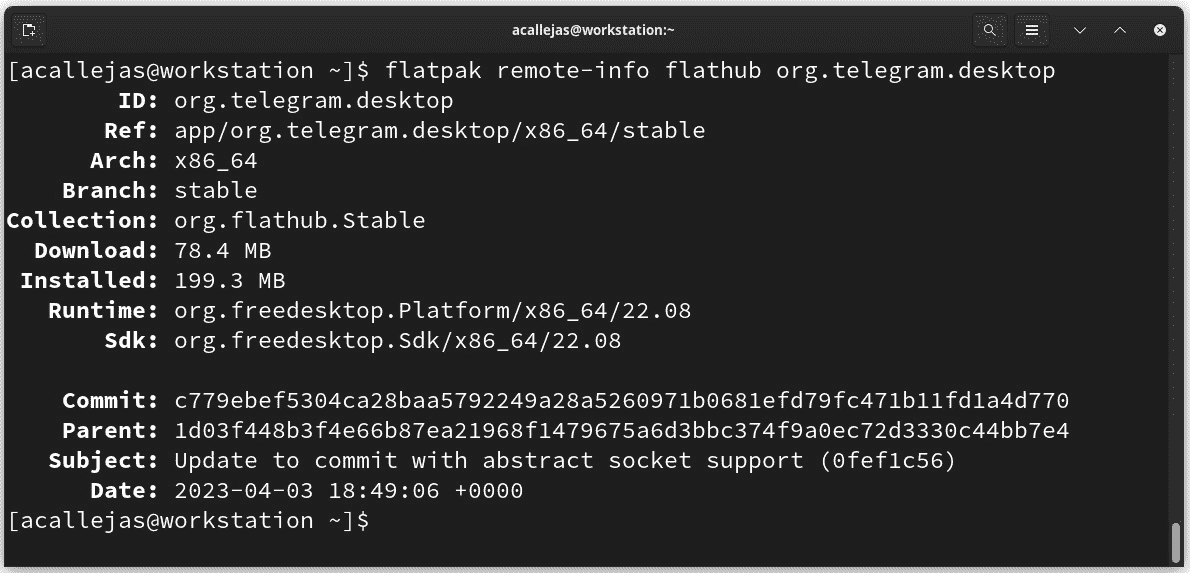 acallejas@workstation:~
[acallejas@workstation ~]$ flatpak remote-info flathub org.telegram.desktop
ID: org.telegram.desktop
Ref: app/org.telegram.desktop/x86_64/stable
Arch: x86_64
Branch: stable
Collection: org.flathub.Stable
Download: 78.4 MB
Installed: 199.3 MB
Runtime: org.freedesktop.Platform/x86_64/22.08
Sdk: org.freedesktop.Sdk/x86_64/22.08
Commit: c779ebef5304ca28baa5792249a28a5260971b0681efd79fc471b11fd1a4d770
Parent: 1d03f448b3f4e66b87ea21968f1479675a6d3bbc374f9a0ec72d3330c44bb7e4
Subject: Update to commit with abstract socket support (0fef1c56)
Date: 2023-04-03 18:49:06 +0000
[acallejas@workstation ~]$